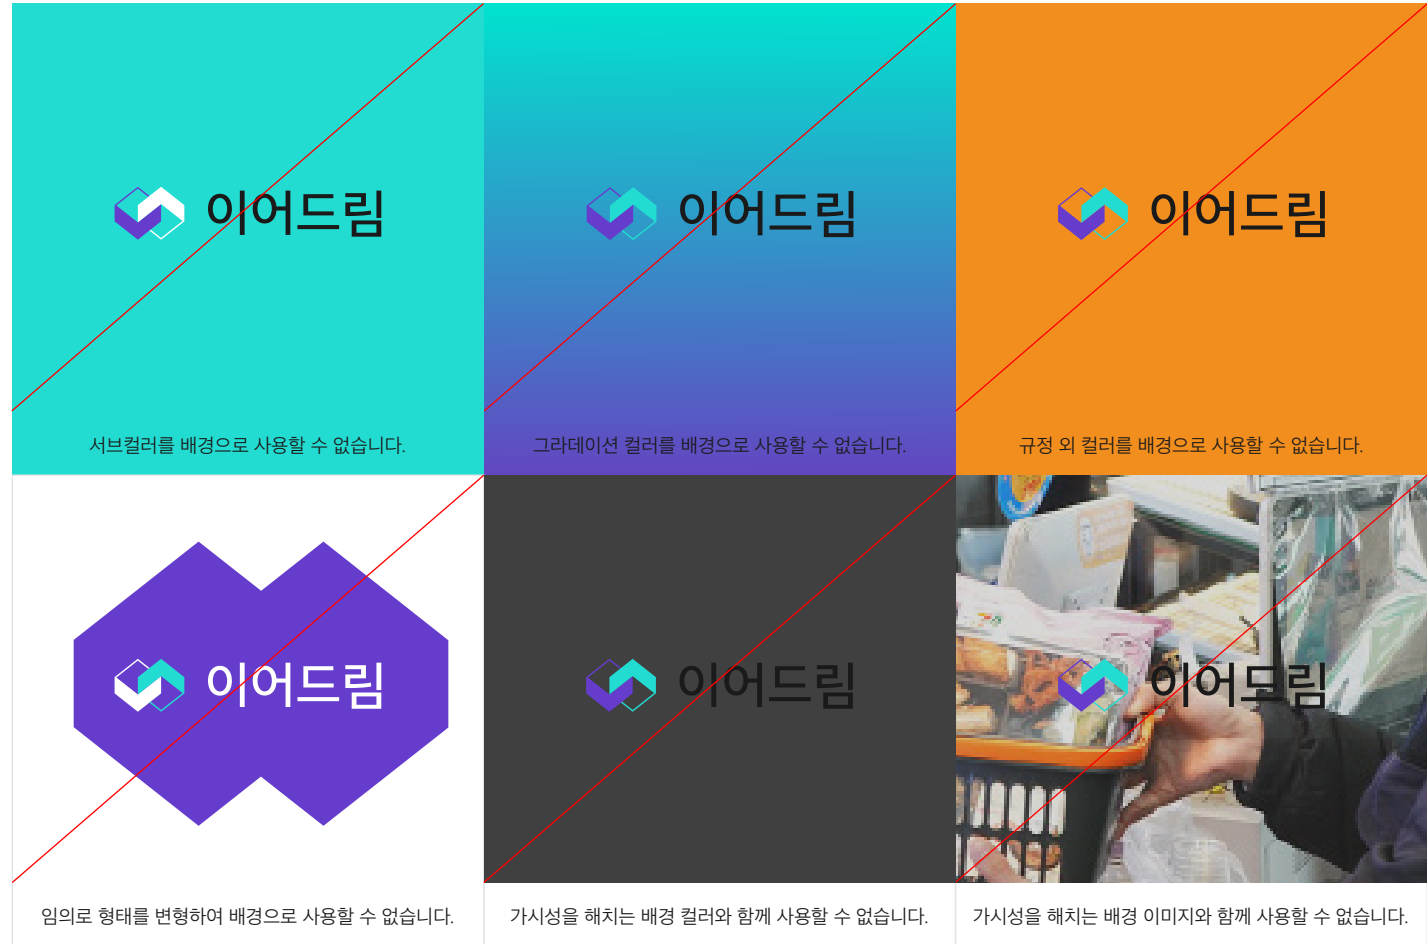 이어드림
이어드림
이어드림
서브컬러를 배경으로 사용할 수 없습니다.
그라데이션 컬러를 배경으로 사용할 수 없습니다.
규정 외 컬러를 배경으로 사용할 수 없습니다.
이어드림
이어드림
이어드림
임의로 형태를 변형하여 배경으로 사용할 수 없습니다.
가시성을 해치는 배경 컬러와 함께 사용할 수 없습니다.
가시성을 해치는 배경 이미지와 함께 사용할 수 없습니다.